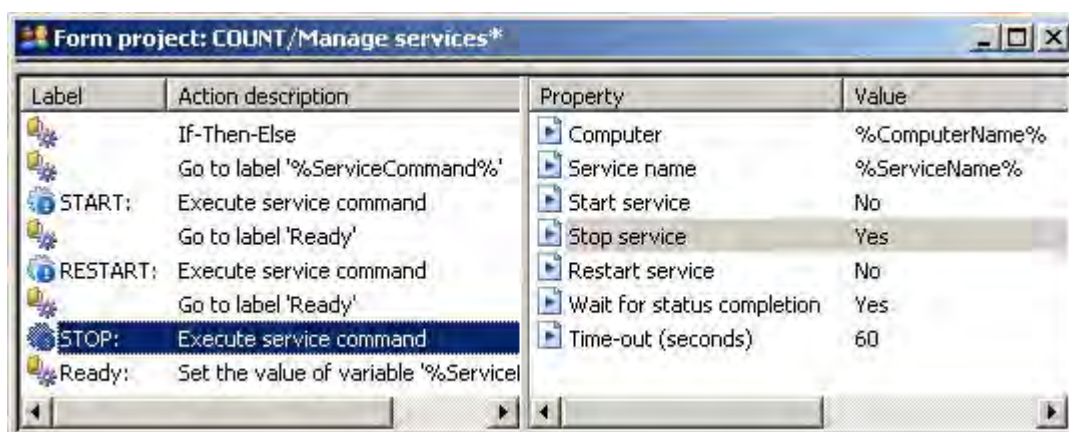 Form project: COUNT/Manage services*
Label Action description
If-Then-Else
Go to label '%ServiceCommand%'
START: Execute service command
Go to label 'Ready'
RESTART: Execute service command
Go to label 'Ready'
STOP: Execute service command
Ready: Set the value of variable
Property Value
Computer %ComputerName%
Service name %ServiceName%
Start service No
Stop service Yes
Restart service No
Wait for status completion Yes
Time-out (seconds) 60